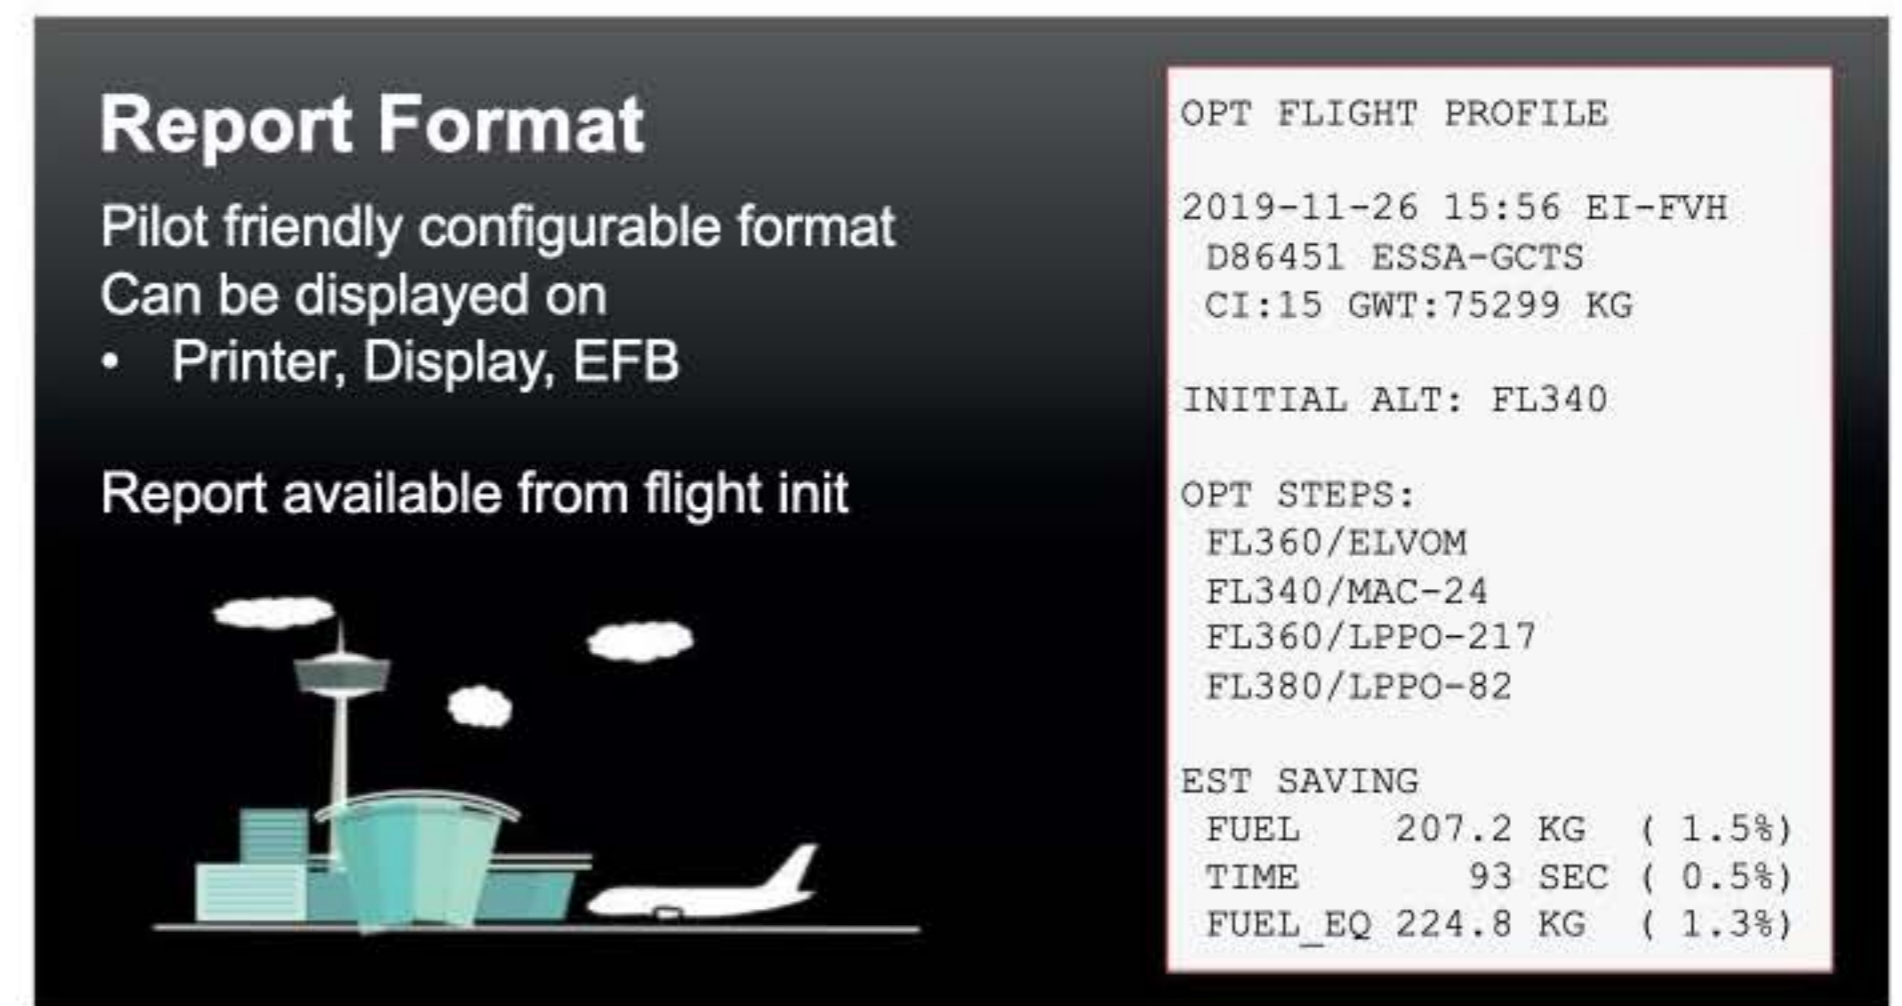 Report Format
Pilot friendly configurable format
Can be displayed on
• Printer, Display, EFB
Report available from flight init
OPT FLIGHT PROFILE
2019-11-26 15:56 EI-FVH
D86451 ESSA-GCTS
CI:15 GWT:75299 KG
INITIAL ALT: FL340
OPT STEPS:
FL360/ELVOM
FL340/MAC-24
FL360/LPPO-217
FL380/LPPO-82
EST SAVING
FUEL 207.2 KG ( 1.5%)
TIME 93 SEC ( 0.5%)
FUEL_EQ 224.8 KG ( 1.3%)